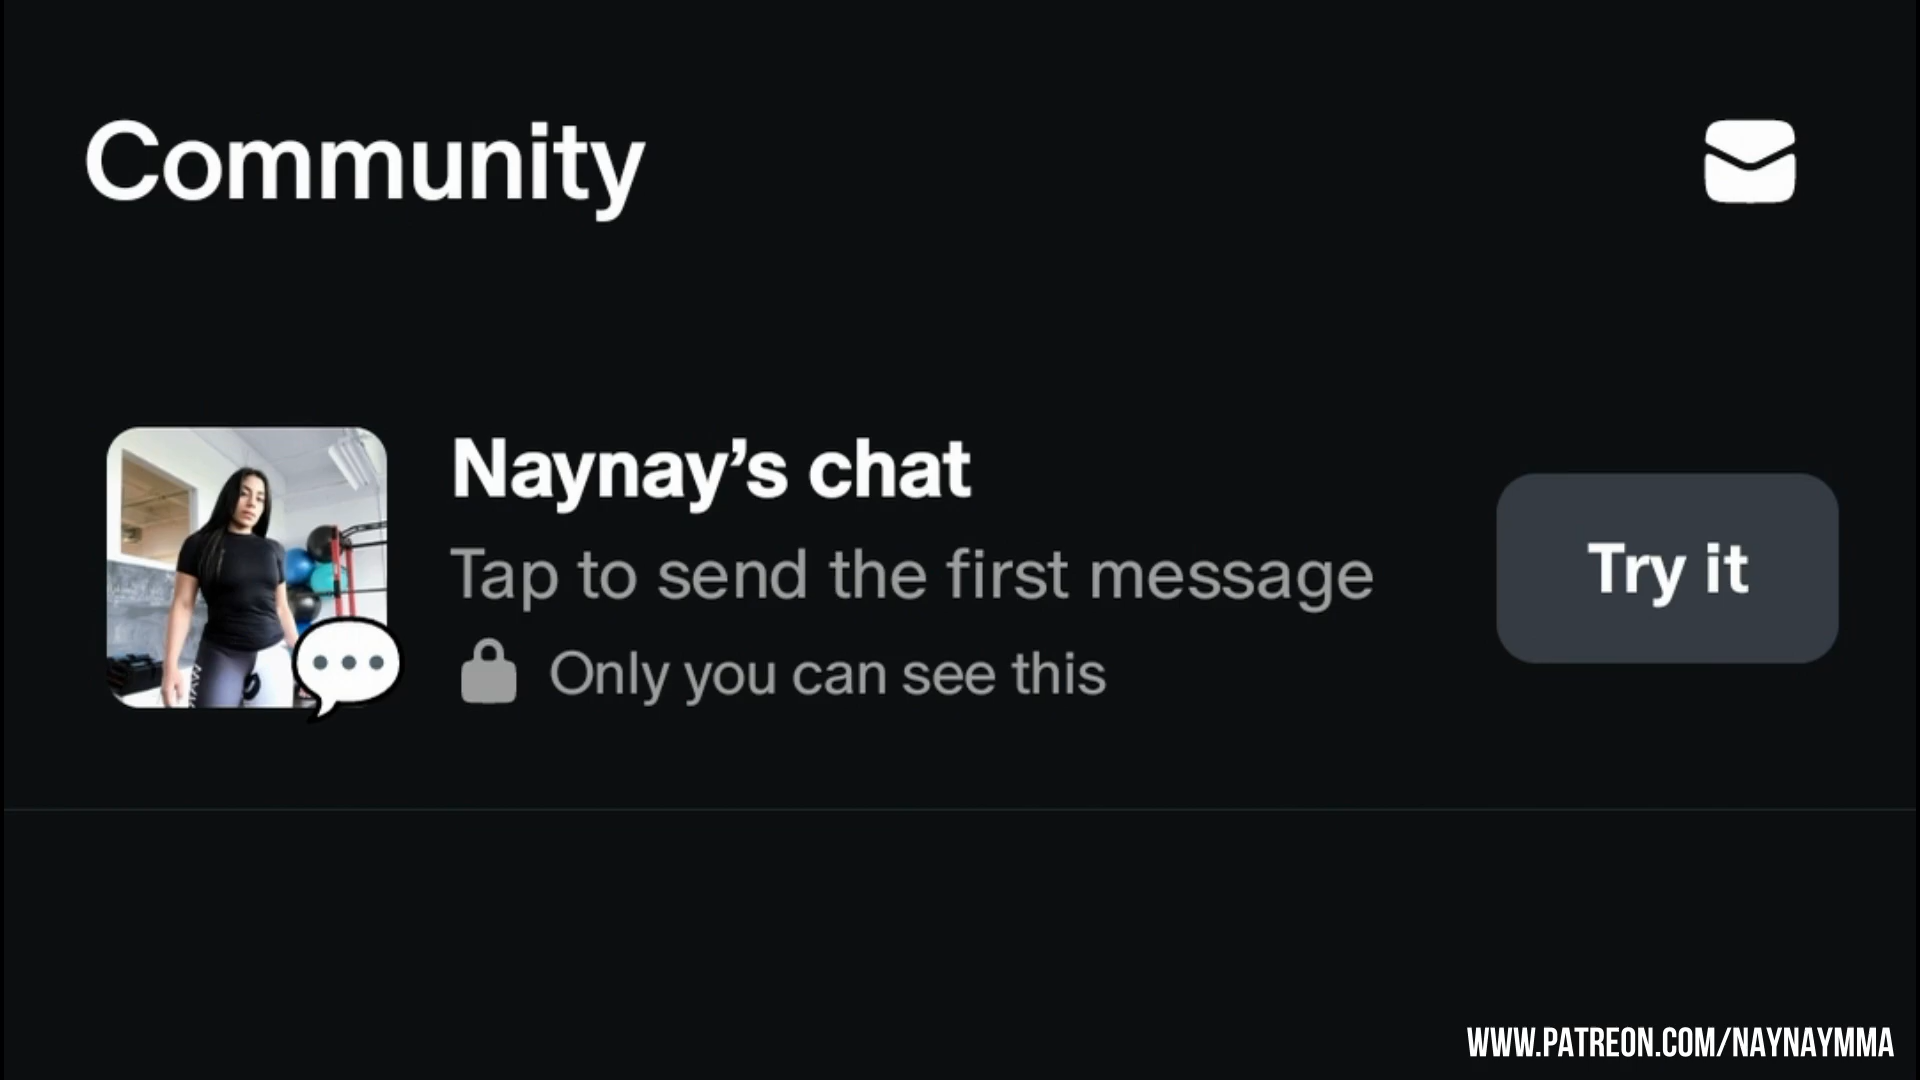 Community
Naynay’s chat
Tap to send the first message
Only you can see this
Try it
WWW.PATREON.COM/NAYNAYMMA